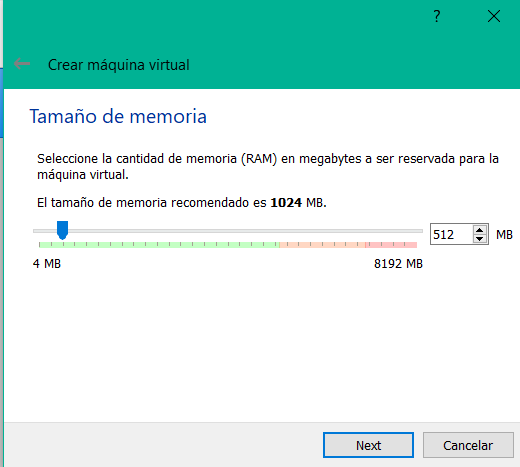 ?
Crear máquina virtual
Tamaño de memoria
Seleccione la cantidad de memoria (RAM) en megabytes a ser reservada para la
máquina virtual.
El tamaño de memoria recomendado es 1024 MB.
512 MB
4 MB 8192 MB
Next Cancelar